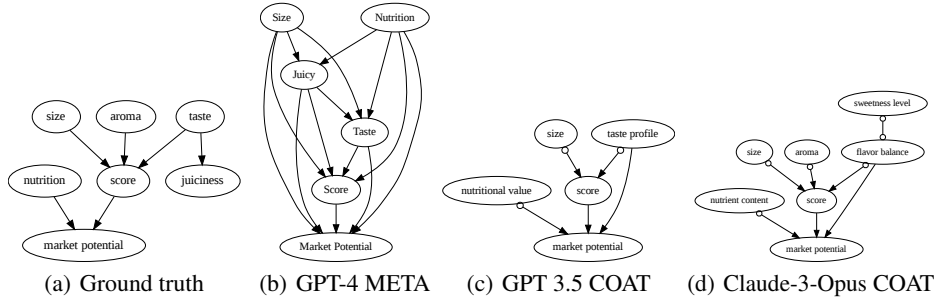 size
aroma
taste
nutrition
score
juiciness
market potential
(a) Ground truth
Size
Nutrition
Juicy
Taste
Score
Market Potential
(b) GPT-4 META
size
taste profile
nutritional value
score
market potential
(c) GPT 3.5 COAT
sweetness level
size
aroma
flavor balance
nutrient content
score
market potential
(d) Claude-3-Opus COAT